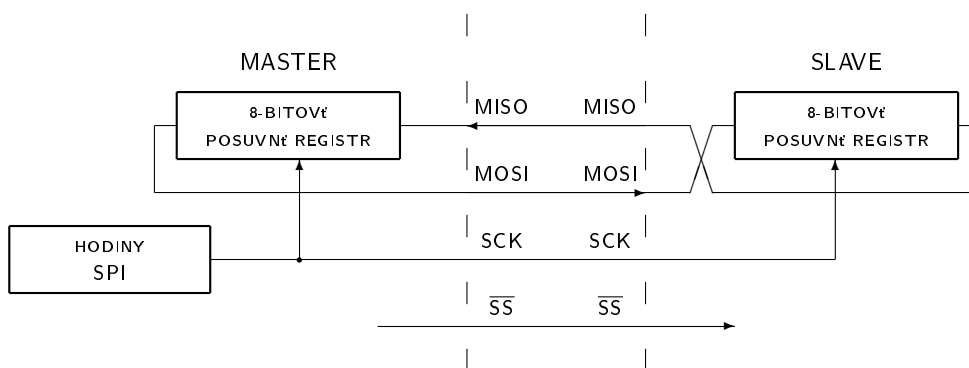 MASTER
SLAVE
8-BITOVť
POSUVNť REGISTR
MISO
MISO
8-BITOVť
POSUVNť REGISTR
MOSI
MOSI
HODINY
SPI
SCK
SCK
SS
SS